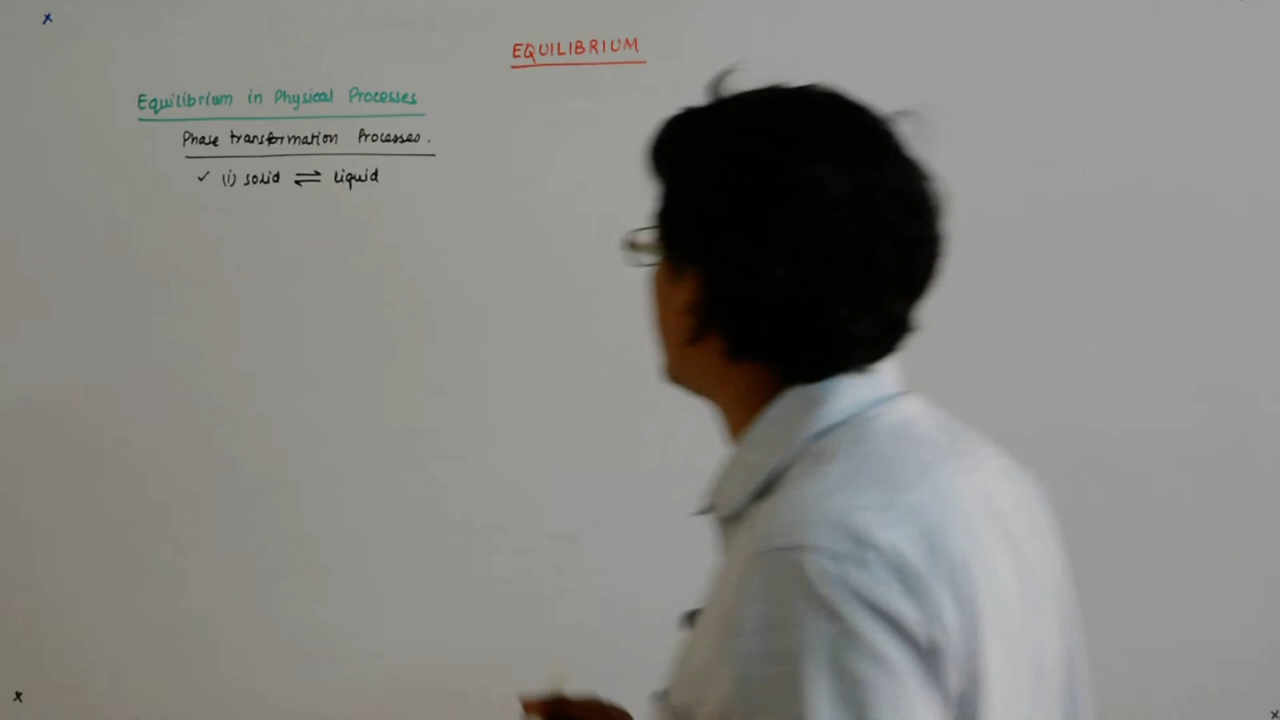 EQUILIBRIUM
Equilibrium in Physical Processes
Phase transformation Processes.
✓ (i) solid ⇌ liquid